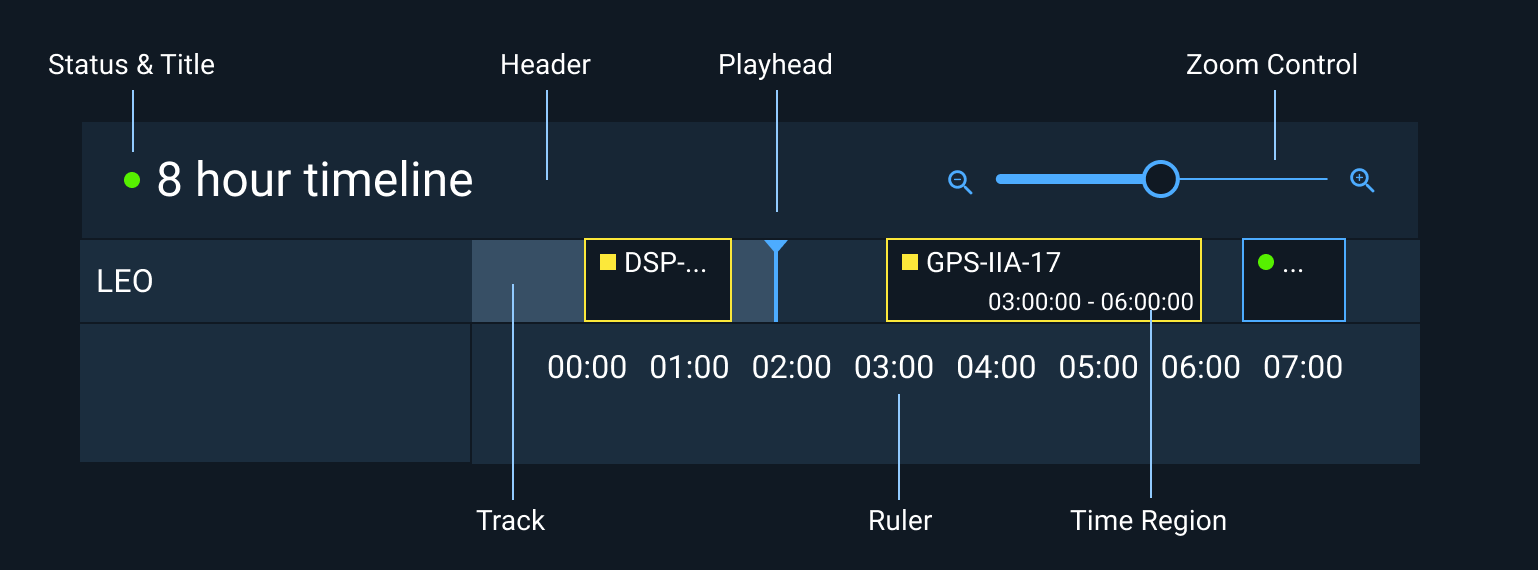 Status & Title Header Playhead Zoom Control
8 hour timeline
LEO DSP-... GPS-IIA-17 ...
03:00:00 - 06:00:00
00:00 01:00 02:00 03:00 04:00 05:00 06:00 07:00
Track Ruler Time Region